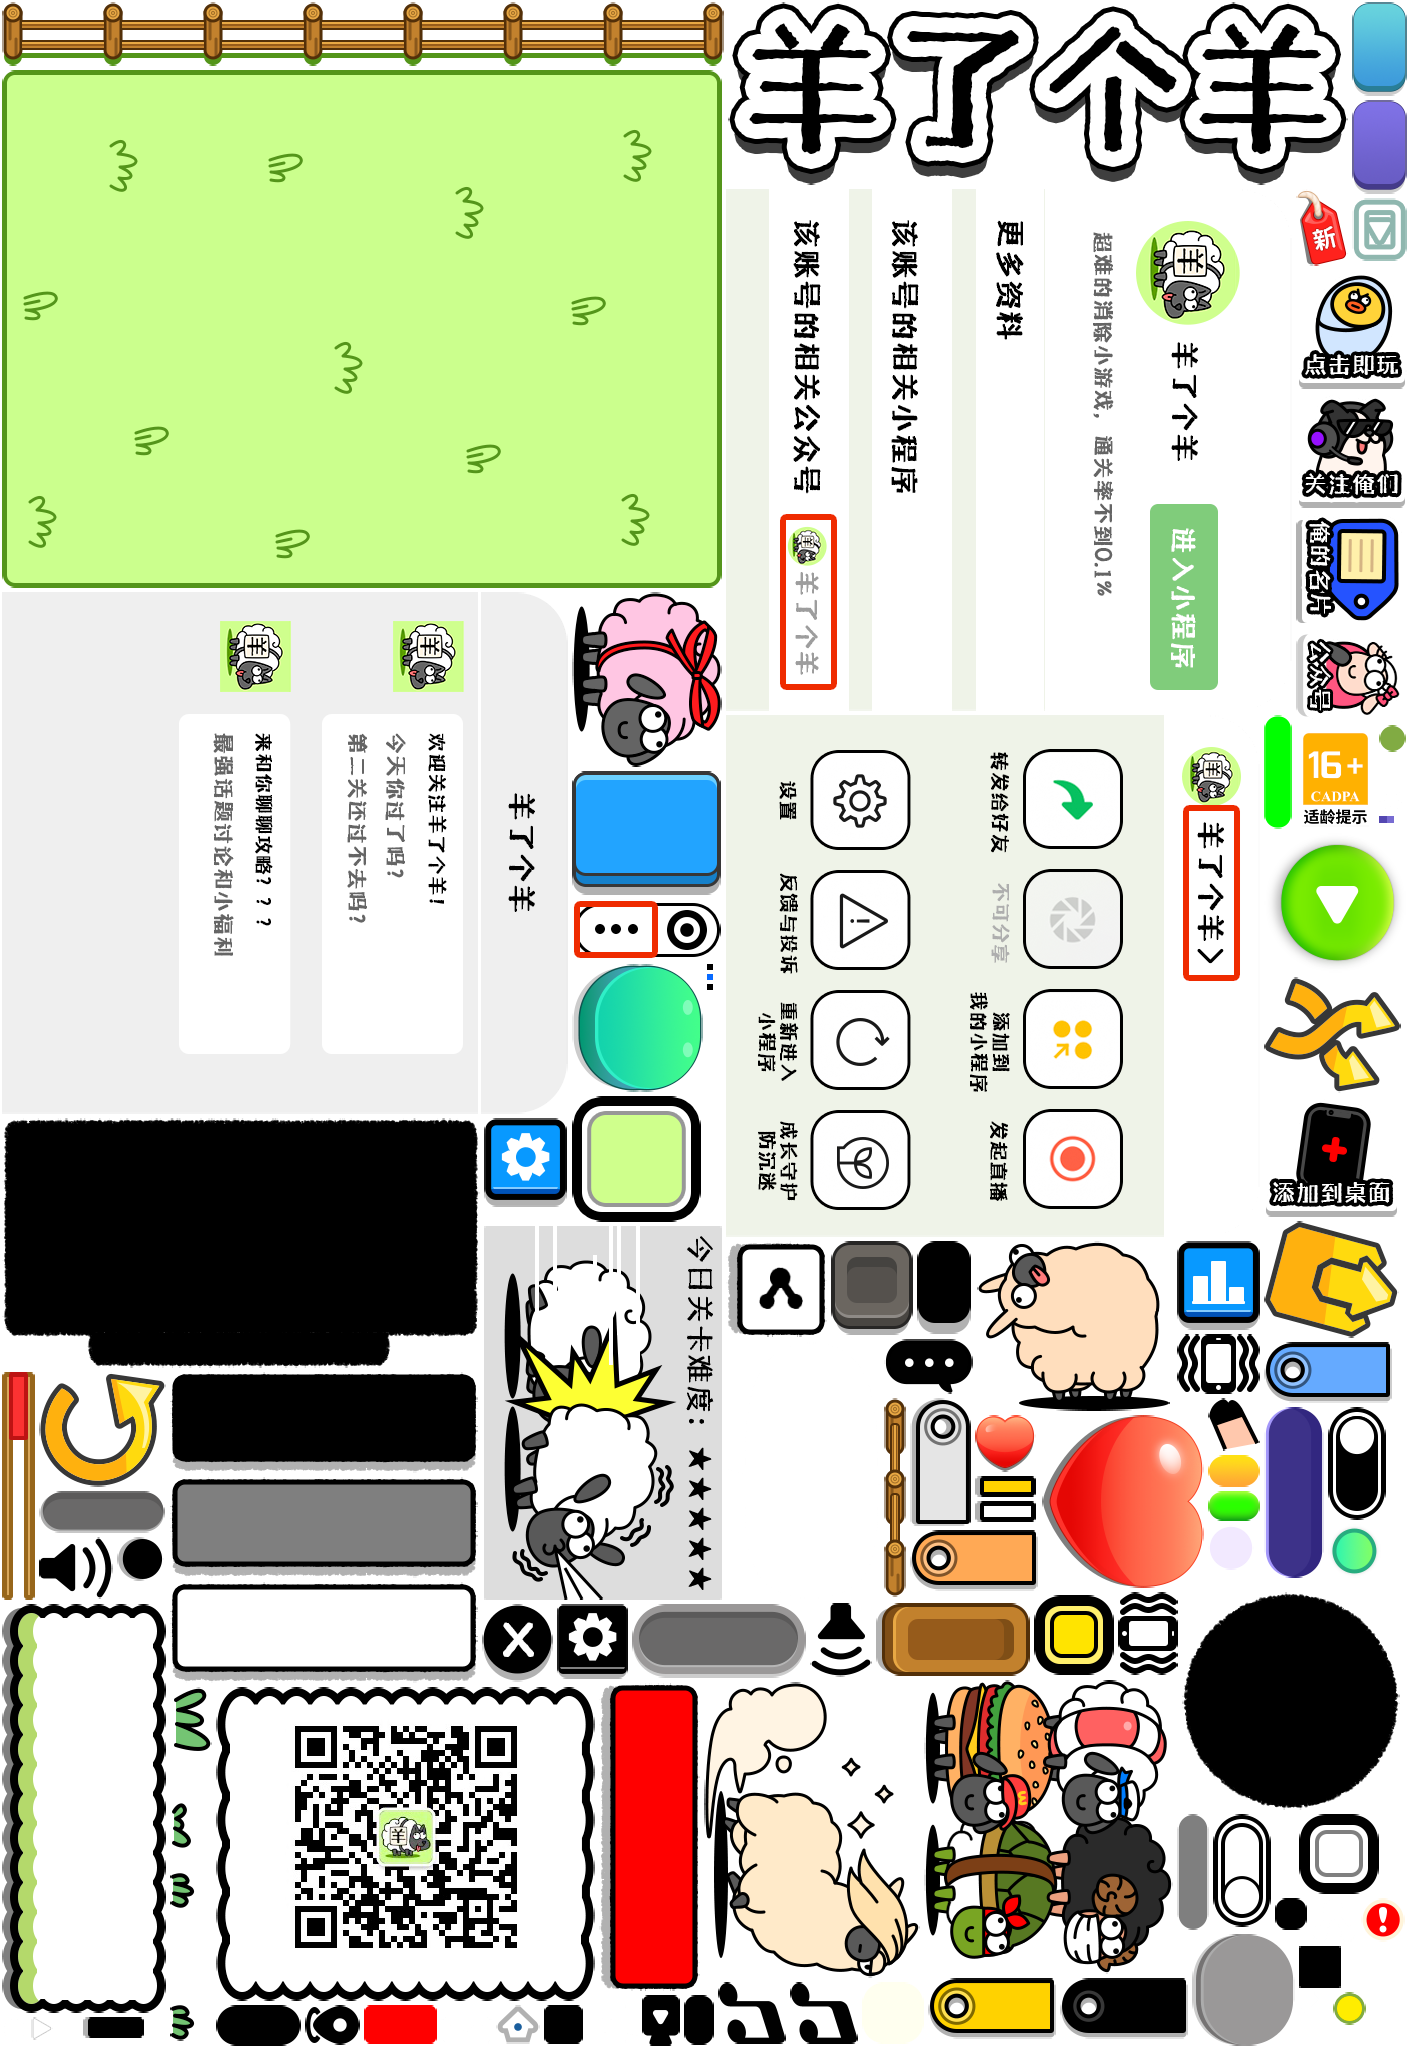 羊了个羊
新
羊
羊了个羊
超难的消除小游戏，通关率不到0.1%
进入小程序
更多资料
该账号的相关小程序
该账号的相关公众号
羊了个羊
点击即玩
关注俺们
俺的名片
公众号
16+
CADPA
适龄提示
羊
羊
羊了个羊
欢迎关注羊了个羊!
今天你过了吗?
第二关还过不去吗?
来和你聊聊攻略???
最强话题讨论和小福利
羊了个羊
转发给好友
不可分享
添加到
我的小程序
发起直播
设置
反馈与投诉
重新进入
小程序
成长守护
防沉迷
添加到桌面
今日关卡难度：★★★★★
羊